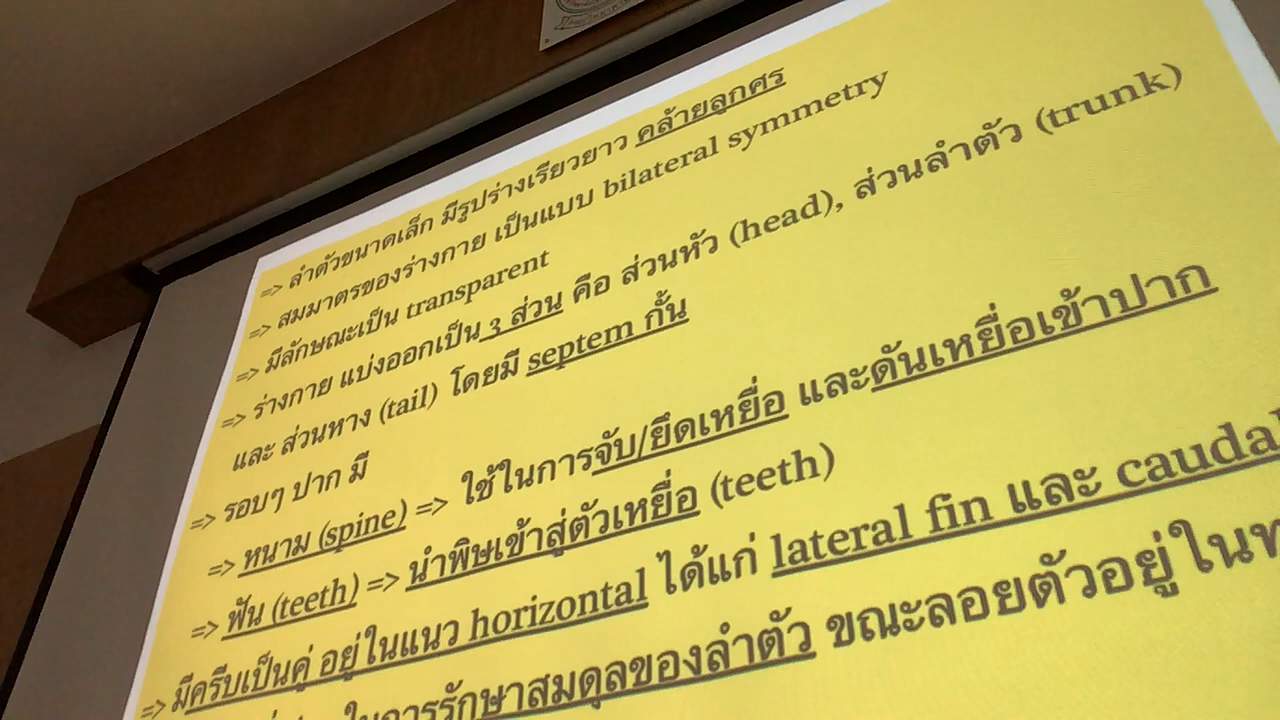 => ลำตัวขนาดเล็ก มีรูปร่างเรียวยาว คล้ายลูกศร
=> สมมาตรของร่างกาย เป็นแบบ bilateral symmetry
=> มีลักษณะเป็น transparent
=> ร่างกาย แบ่งออกเป็น 3 ส่วน คือ ส่วนหัว (head), ส่วนลำตัว (trunk)
และ ส่วนหาง (tail) โดยมี septem กั้น
=> รอบๆ ปาก มี
=> หนาม (spine) => ใช้ในการจับ/ยึดเหยื่อ และดันเหยื่อเข้าปาก
=> ฟัน (teeth) => นำพิษเข้าสู่ตัวเหยื่อ (teeth)
=> มีครีบเป็นคู่ อยู่ในแนว horizontal ได้แก่ lateral fin และ caudal
ในการรักษาสมดุลของลำตัว ขณะลอยตัวอยู่ใน